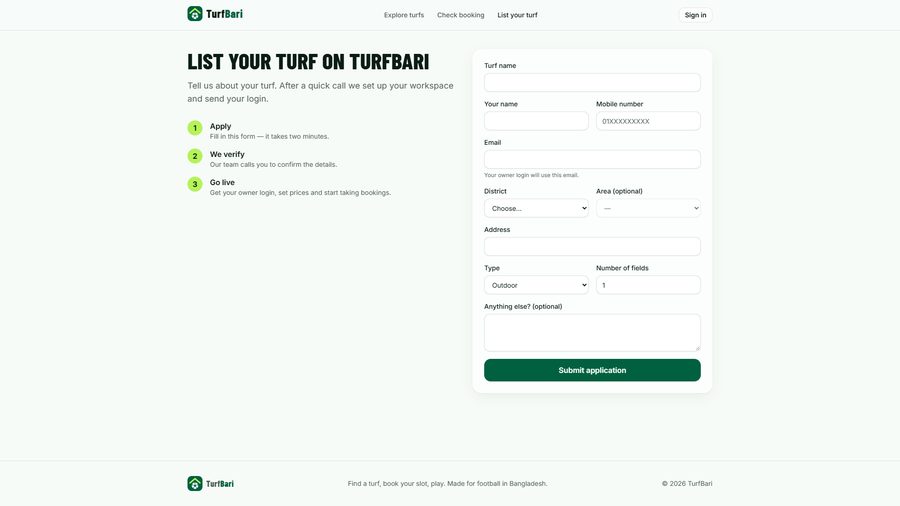 TurfBari
Explore turfs
Check booking
List your turf
Sign in
LIST YOUR TURF ON TURFBARI
Tell us about your turf. After a quick call we set up your workspace
and send your login.
1
Apply
Fill in this form — it takes two minutes.
2
We verify
Our team calls you to confirm the details.
3
Go live
Get your owner login, set prices and start taking bookings.
Turf name
Your name
Mobile number
01XXXXXXXXX
Email
Your owner login will use this email.
District
Area (optional)
Choose...
—
Address
Type
Number of fields
Outdoor
1
Anything else? (optional)
Submit application
TurfBari
Find a turf, book your slot, play. Made for football in Bangladesh.
© 2026 TurfBari